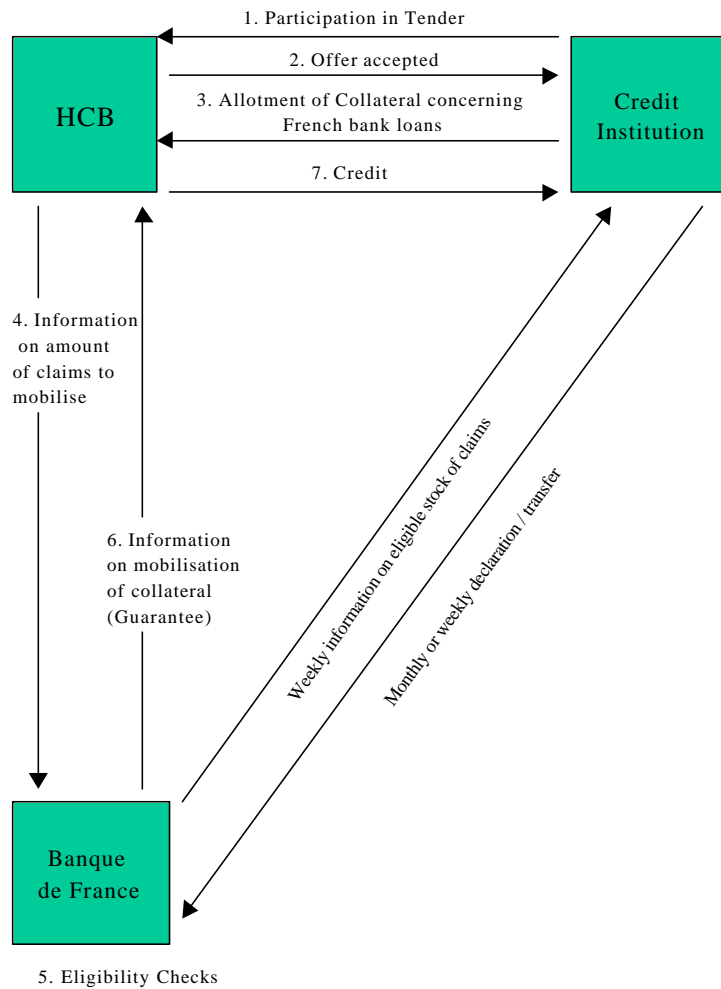 1. Participation in Tender
2. Offer accepted
3. Allotment of Collateral concerning
French bank loans
7. Credit
HCB
Credit
Institution
4. Information
on amount
of claims to
mobilise
6. Information
on mobilisation
of collateral
(Guarantee)
Weekly information on eligible stock of claims
Monthly or weekly declaration / transfer
Banque
de France
5. Eligibility Checks